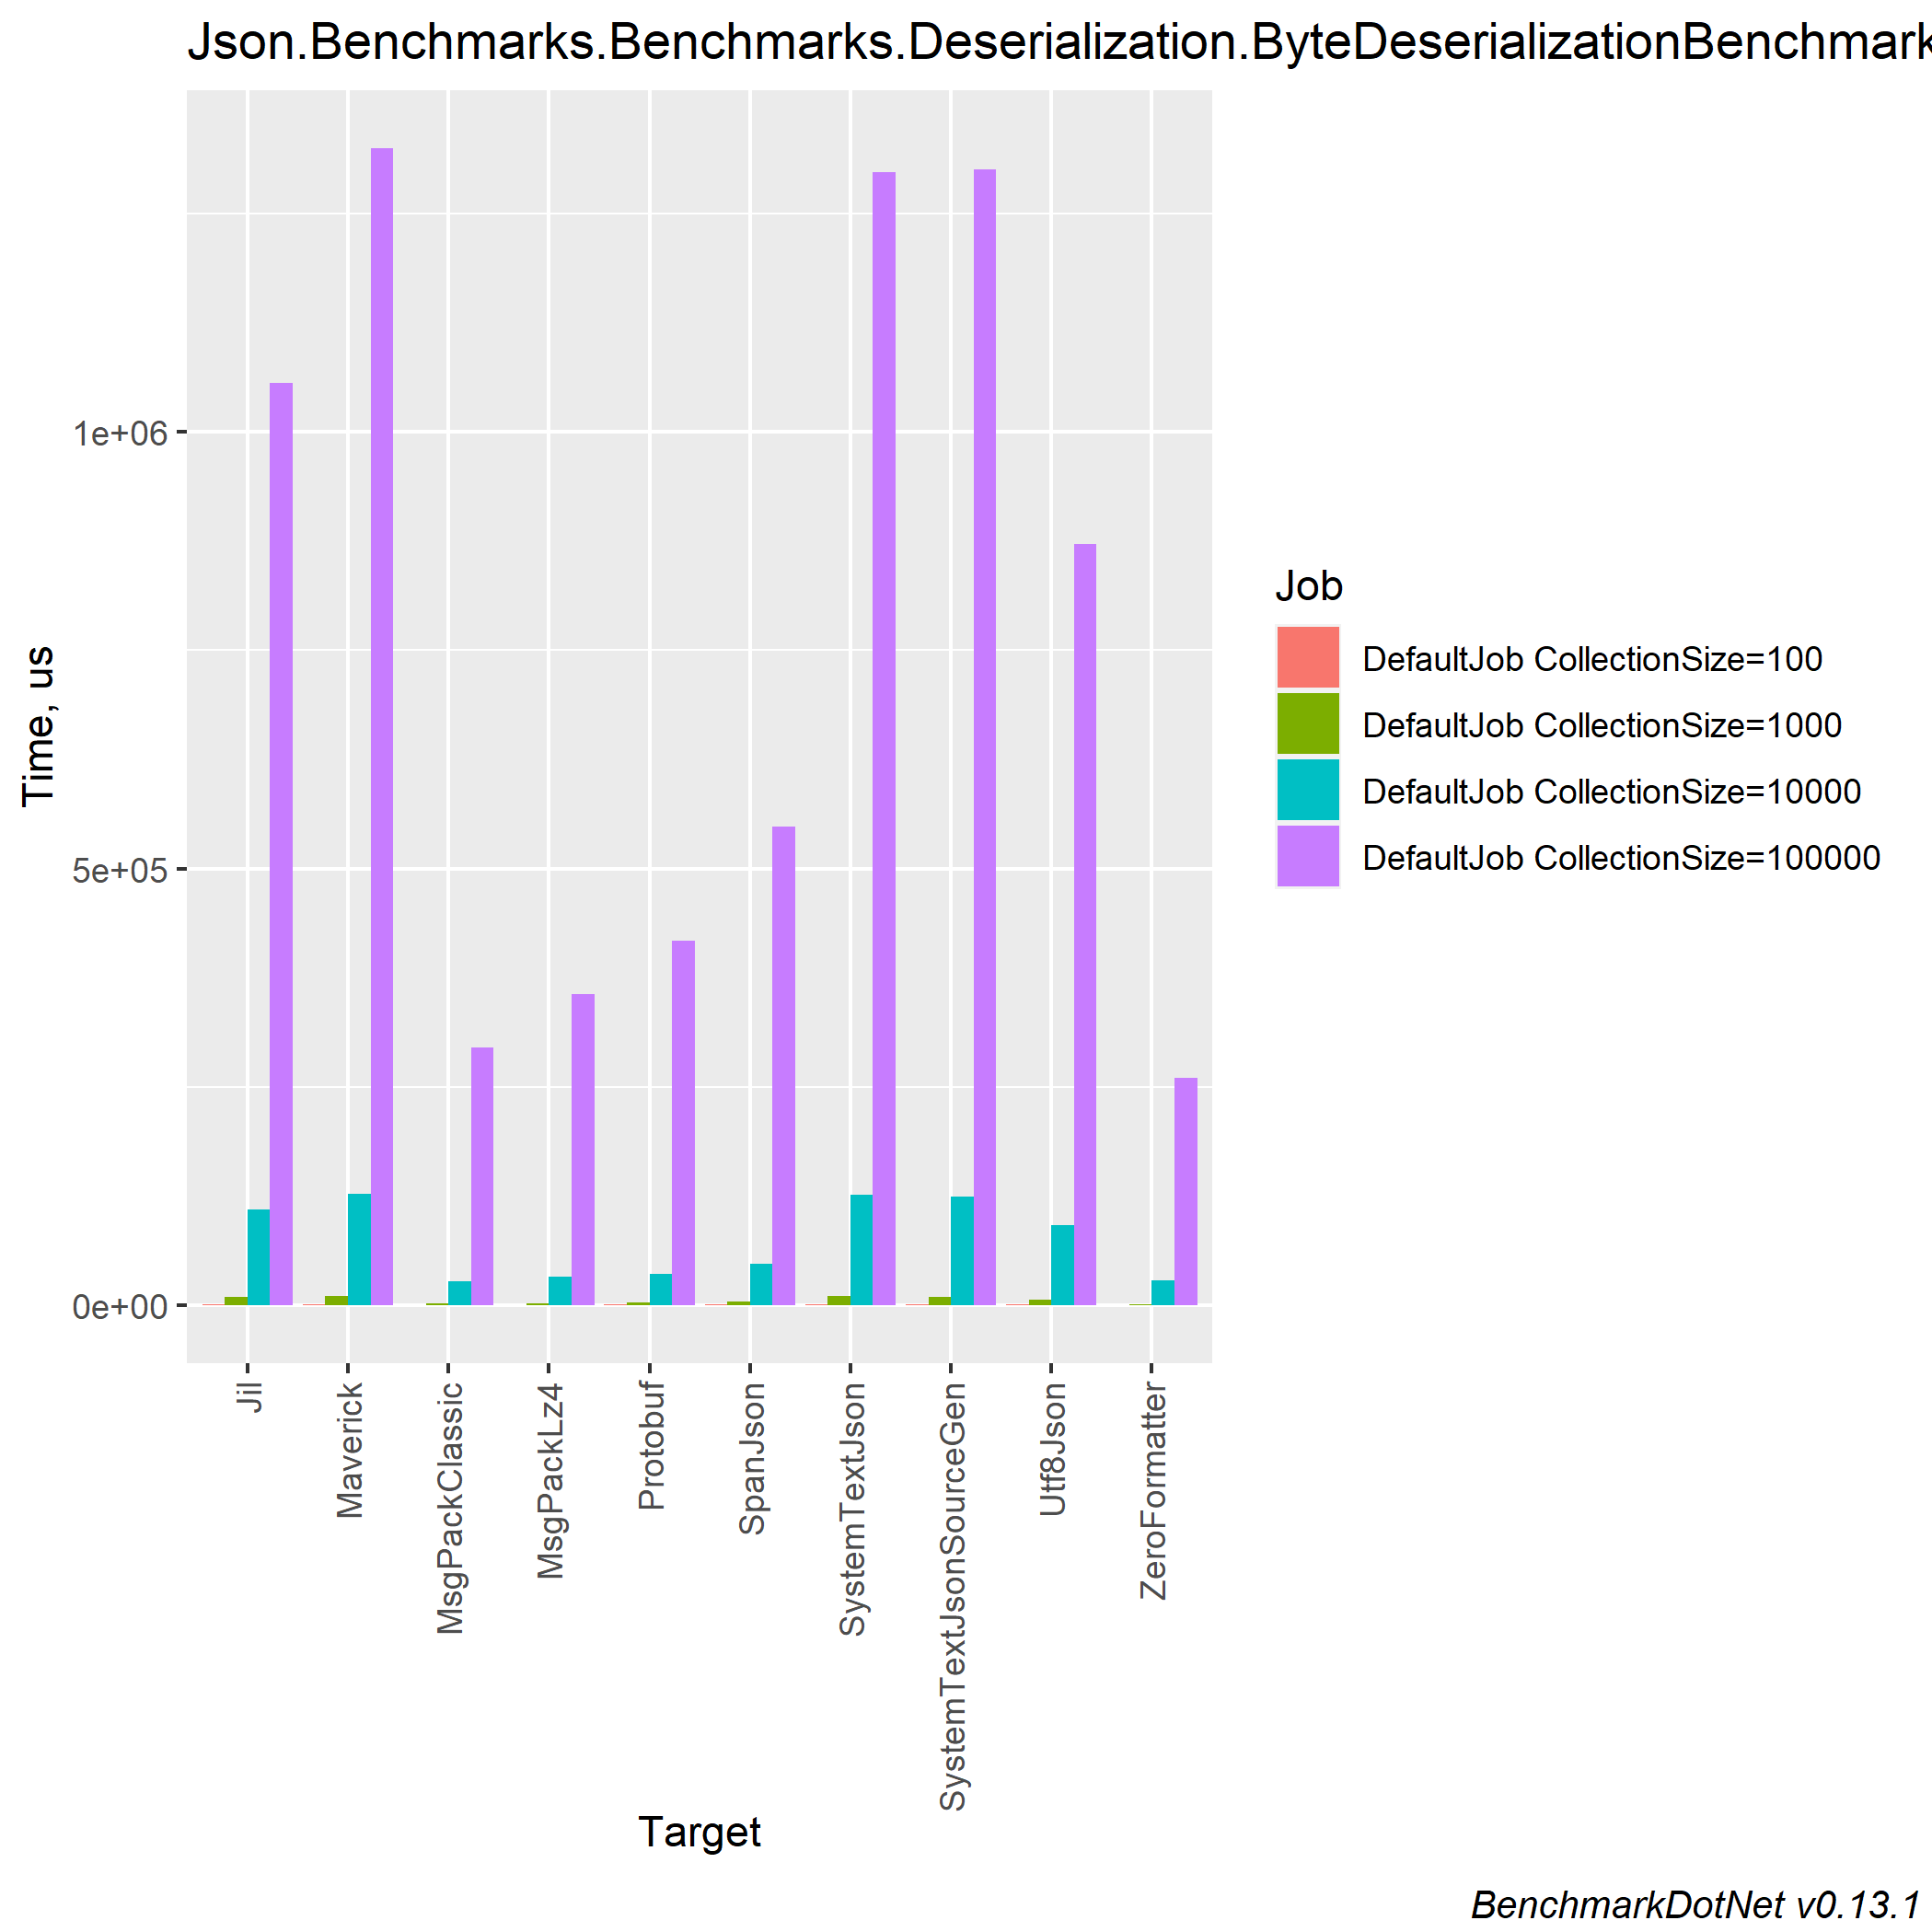 Json.Benchmarks.Benchmarks.Deserialization.ByteDeserializationBenchmark
1e+06
5e+05
0e+00
Time, us
Job
DefaultJob CollectionSize=100
DefaultJob CollectionSize=1000
DefaultJob CollectionSize=10000
DefaultJob CollectionSize=100000
Jil
Maverick
MsgPackClassic
MsgPackLz4
Protobuf
SpanJson
SystemTextJson
SystemTextJsonSourceGen
Utf8Json
ZeroFormatter
Target
BenchmarkDotNet v0.13.1